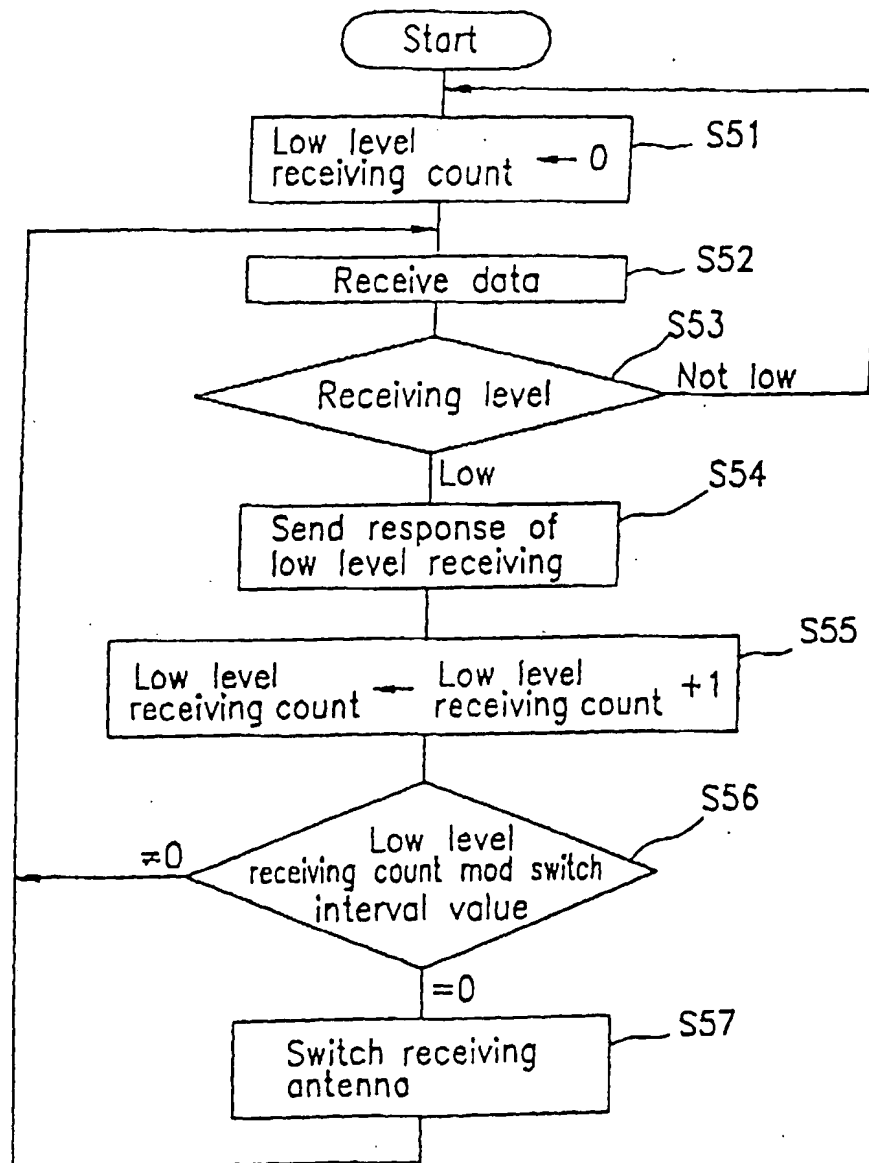 Start
S51
Low level
receiving count ← 0
S52
Receive data
S53
Receiving level
Not low
Low
S54
Send response of
low level receiving
S55
Low level receiving count ← Low level receiving count +1
S56
Low level
receiving count mod switch
interval value
≠0
=0
S57
Switch receiving
antenna